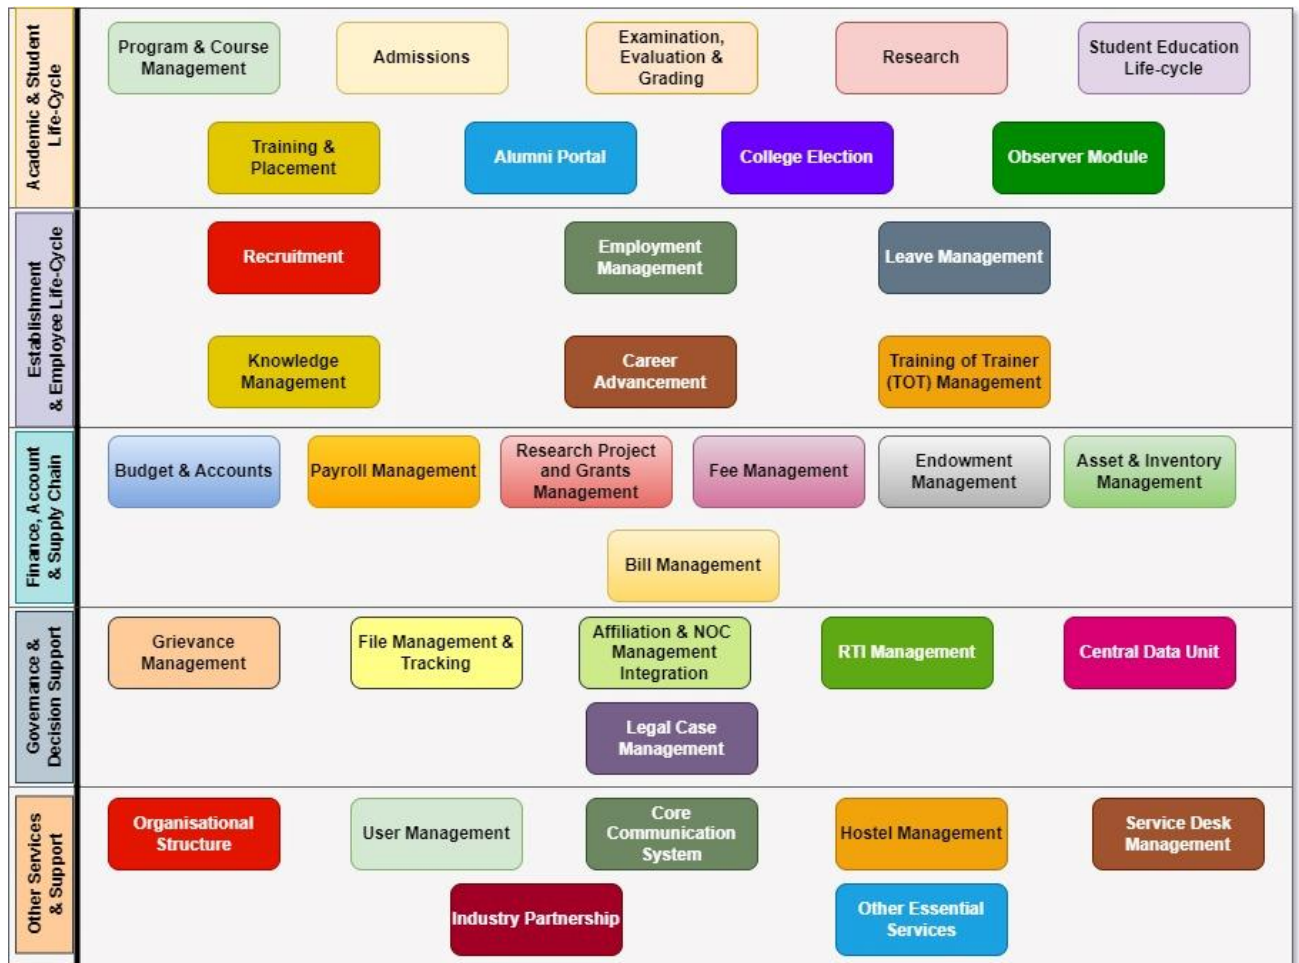 Academic & Student
Life-Cycle
Program & Course
Management
Admissions
Examination,
Evaluation &
Grading
Research
Student Education
Life-cycle
Training &
Placement
Alumni Portal
College Election
Observer Module
Establishment
& Employee Life-Cycle
Recruitment
Employment
Management
Leave Management
Knowledge
Management
Career
Advancement
Training of Trainer
(TOT) Management
Finance, Account
& Supply Chain
Budget & Accounts
Payroll Management
Research Project
and Grants
Management
Fee Management
Endowment
Management
Asset & Inventory
Management
Bill Management
Governance &
Decision Support
Grievance
Management
File Management &
Tracking
Affiliation & NOC
Management
Integration
RTI Management
Central Data Unit
Legal Case
Management
Other Services
& Support
Organisational
Structure
User Management
Core
Communication
System
Hostel Management
Service Desk
Management
Industry Partnership
Other Essential
Services